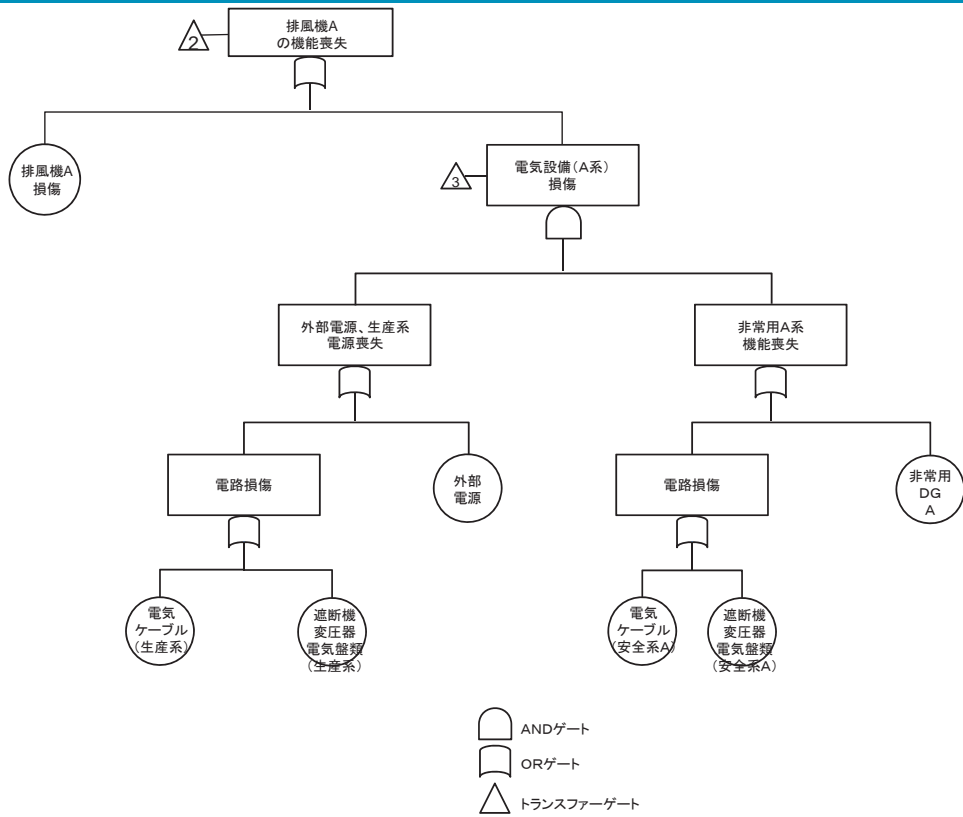 排風機A
の機能喪失
2
排風機A
損傷
電気設備(A系)
損傷
3
外部電源、生産系
電源喪失
非常用A系
機能喪失
電路損傷
外部
電源
電路損傷
非常用
DG
A
電気
ケーブル
(生産系)
遮断機
変圧器
電気盤類
(生産系)
電気
ケーブル
(安全系A)
遮断機
変圧器
電気盤類
(安全系A)
ANDゲート
ORゲート
トランスファーゲート